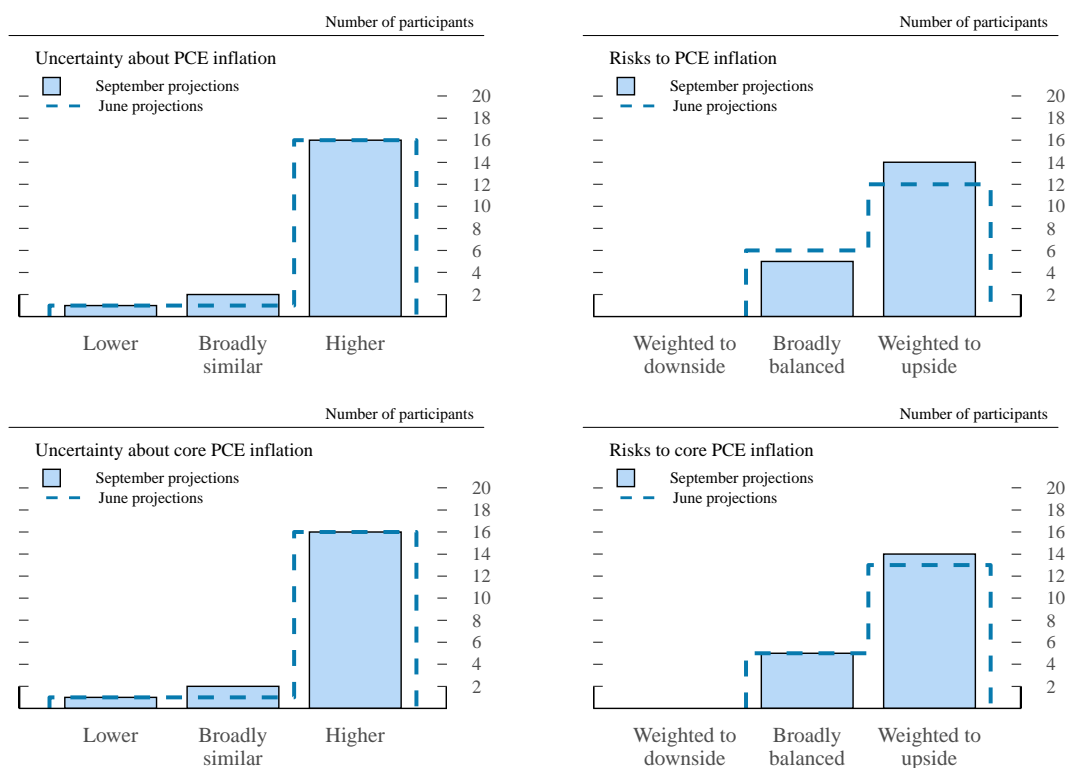 Number of participants
Uncertainty about PCE inflation
September projections
June projections
20
18
16
14
12
10
8
6
4
2
Lower
Broadly
similar
Higher
Number of participants
Risks to PCE inflation
September projections
June projections
20
18
16
14
12
10
8
6
4
2
Weighted to
downside
Broadly
balanced
Weighted to
upside
Number of participants
Uncertainty about core PCE inflation
September projections
June projections
20
18
16
14
12
10
8
6
4
2
Lower
Broadly
similar
Higher
Number of participants
Risks to core PCE inflation
September projections
June projections
20
18
16
14
12
10
8
6
4
2
Weighted to
downside
Broadly
balanced
Weighted to
upside